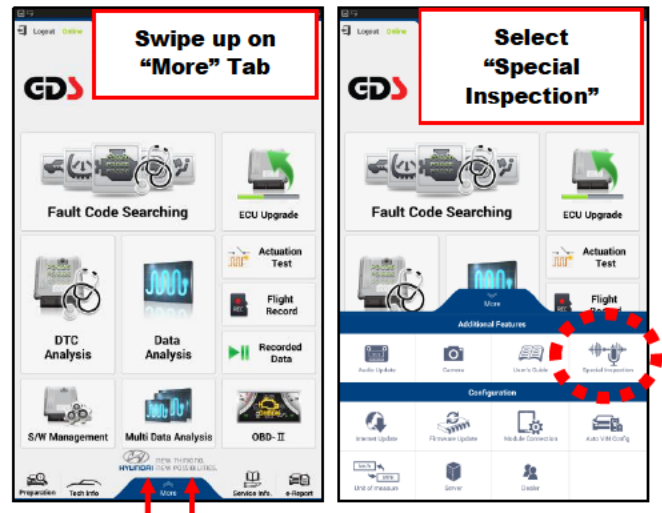 Logout Online
Swipe up on
“More” Tab
GDS
Fault Code Searching
ECU Upgrade
Actuation
Test
Flight
Record
DTC
Analysis
Data
Analysis
Recorded
Data
S/W Management
Multi Data Analysis
OBD-II
HYUNDAI
NEW THINKING.
NEW POSSIBILITIES.
Preparation
Tech Info
More
Service Info.
e-Report
Logout Online
Select
“Special
Inspection”
GDS
Fault Code Searching
ECU Upgrade
Actuation
Test
More
Flight
Record
Additional Features
Audio Update
Camera
User's Guide
Special Inspection
Configuration
Internet Update
Firmware Update
Module Connection
Auto VIN Config
Unit of measure
Server
Dealer